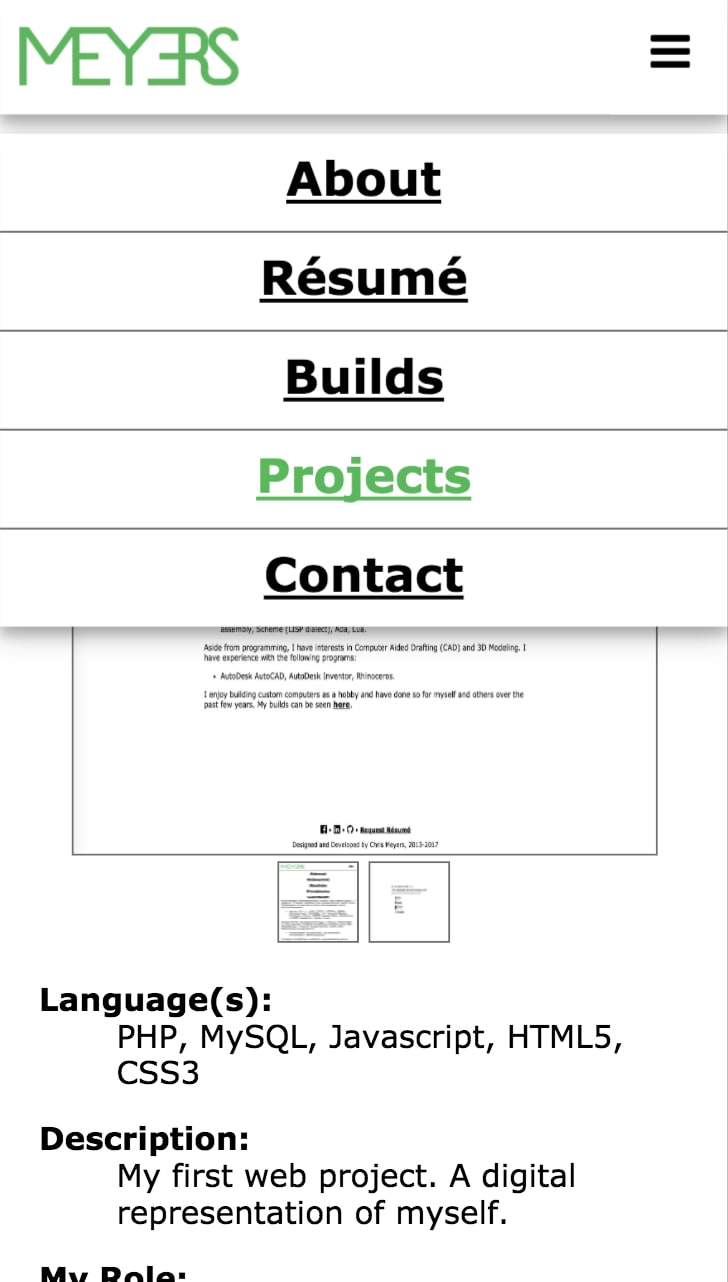 MEYERS
About
Résumé
Builds
Projects
Contact
assembly, Scheme (LISP dialect), Ada, Lua.
Aside from programming, I have interests in Computer Aided Drafting (CAD) and 3D Modeling. I
have experience with the following programs:
• AutoDesk AutoCAD, AutoDesk Inventor, Rhinoceros.
I enjoy building custom computers as a hobby and have done so for myself and others over the
past few years. My builds can be seen here.
• • • Request Résumé
Designed and Developed by Chris Meyers, 2013-2017
Language(s):
PHP, MySQL, Javascript, HTML5,
CSS3
Description:
My first web project. A digital
representation of myself.
My Role: